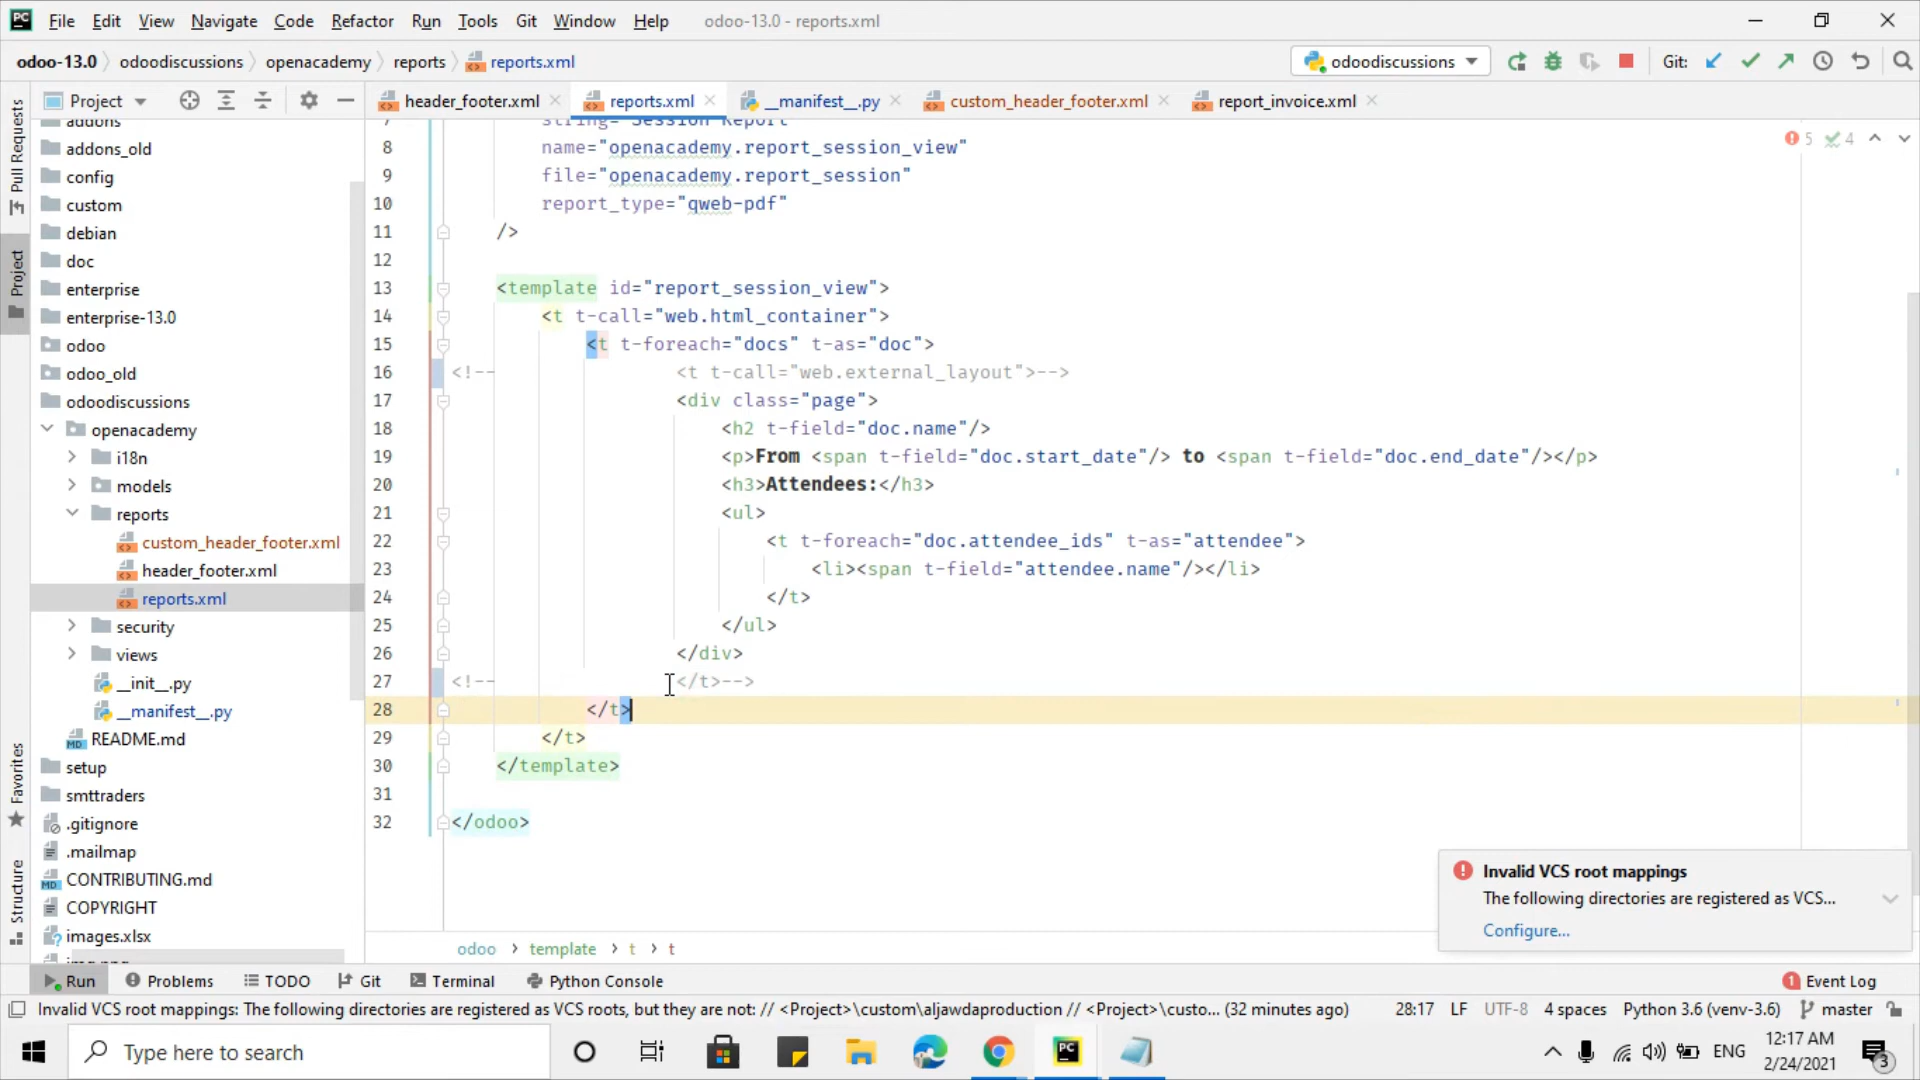 File Edit View Navigate Code Refactor Run Tools Git Window Help odoo-13.0 - reports.xml
odoo-13.0 odoodiscussions openacademy reports reports.xml odoodiscussions Git:
Project header_footer.xml reports.xml __manifest__.py custom_header_footer.xml report_invoice.xml
Pull Requests
Project
Favorites
Structure
addons
addons_old
config
custom
debian
doc
enterprise
enterprise-13.0
odoo
odoo_old
odoodiscussions
openacademy
i18n
models
reports
custom_header_footer.xml
header_footer.xml
reports.xml
security
views
__init__.py
__manifest__.py
README.md
setup
smttraders
.gitignore
.mailmap
CONTRIBUTING.md
COPYRIGHT
images.xlsx
5 4
7 string="Session Report"
8 name="openacademy.report_session_view"
9 file="openacademy.report_session"
10 report_type="qweb-pdf"
11 />
12
13 <template id="report_session_view">
14 <t t-call="web.html_container">
15 <t t-foreach="docs" t-as="doc">
16 <!-- <t t-call="web.external_layout">-->
17 <div class="page">
18 <h2 t-field="doc.name"/>
19 <p>From <span t-field="doc.start_date"/> to <span t-field="doc.end_date"/></p>
20 <h3>Attendees:</h3>
21 <ul>
22 <t t-foreach="doc.attendee_ids" t-as="attendee">
23 <li><span t-field="attendee.name"/></li>
24 </t>
25 </ul>
26 </div>
27 <!-- </t>-->
28 </t>
29 </t>
30 </template>
31
32 </odoo>
Invalid VCS root mappings
The following directories are registered as VCS...
Configure...
odoo template t t
Run Problems TODO Git Terminal Python Console Event Log
Invalid VCS root mappings: The following directories are registered as VCS roots, but they are not: // <Project>\custom\aljawdaproduction // <Project>\custo... (32 minutes ago) 28:17 LF UTF-8 4 spaces Python 3.6 (venv-3.6) master
Type here to search
ENG
12:17 AM
2/24/2021
3